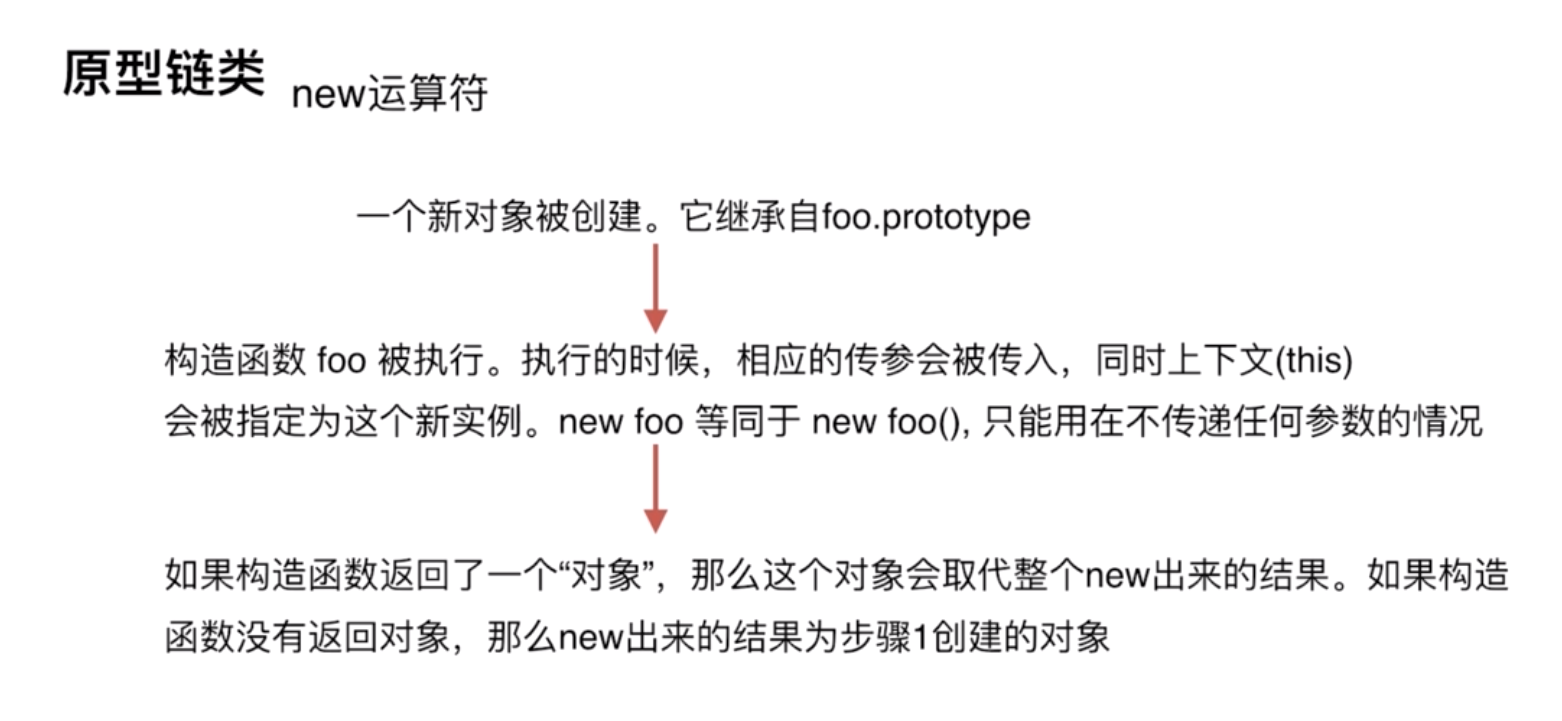 原型链类 new运算符
一个新对象被创建。它继承自foo.prototype
构造函数 foo 被执行。执行的时候，相应的传参会被传入，同时上下文(this)
会被指定为这个新实例。new foo 等同于 new foo(), 只能用在不传递任何参数的情况
如果构造函数返回了一个“对象”，那么这个对象会取代整个new出来的结果。如果构造
函数没有返回对象，那么new出来的结果为步骤1创建的对象